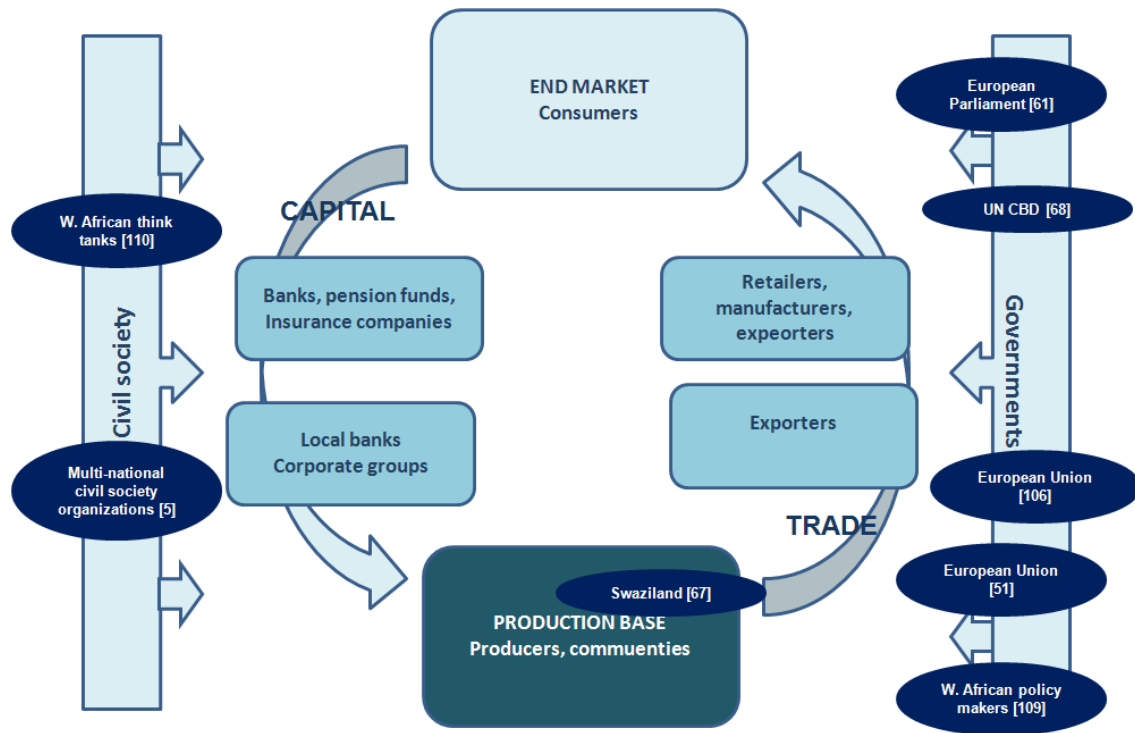 END MARKET
Consumers
European
Parliament [61]
UN CBD [68]
W. African think
tanks [110]
CAPITAL
Banks, pension funds,
Insurance companies
Retailers,
manufacturers,
expeorters
Civil society
Governments
Local banks
Corporate groups
Exporters
Multi-national
civil society
organizations [5]
European Union
[106]
TRADE
European Union
[51]
Swaziland [67]
PRODUCTION BASE
Producers, commuenties
W. African policy
makers [109]